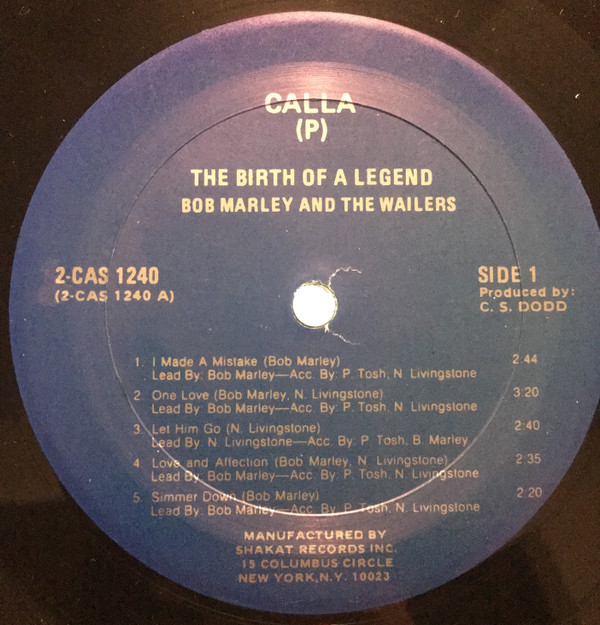 CALLA
(P)
THE BIRTH OF A LEGEND
BOB MARLEY AND THE WAILERS
2-CAS 1240
(2-CAS 1240 A)
SIDE 1
Produced by:
C. S. DODD
1. I Made A Mistake (Bob Marley) 2:44
Lead By: Bob Marley—Acc. By: P. Tosh, N. Livingstone
2. One Love (Bob Marley, N. Livingstone) 3:20
Lead By: Bob Marley—Acc. By: P. Tosh, N. Livingstone
3. Let Him Go (N. Livingstone) 2:40
Lead By: N. Livingstone—Acc. By: P. Tosh, B. Marley
4. Love and Affection (Bob Marley, N. Livingstone) 2:35
Lead By: Bob Marley—Acc. By: P. Tosh, N. Livingstone
5. Simmer Down (Bob Marley) 2:20
Lead By: Bob Marley—Acc. By: P. Tosh, N. Livingstone
MANUFACTURED BY
SHAKAT RECORDS INC.
15 COLUMBUS CIRCLE
NEW YORK, N.Y. 10023